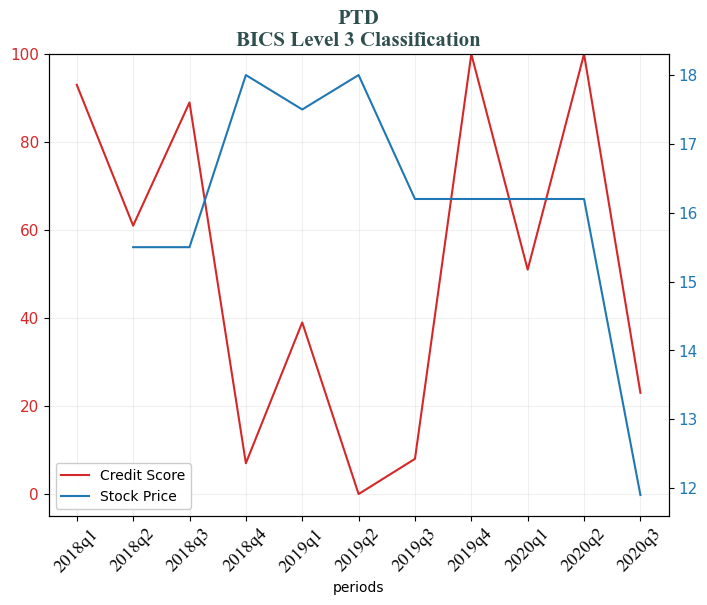 PTD
BICS Level 3 Classification
100
80
60
40
20
0
18
17
16
15
14
13
12
Credit Score
Stock Price
2018q1
2018q2
2018q3
2018q4
2019q1
2019q2
2019q3
2019q4
2020q1
2020q2
2020q3
periods